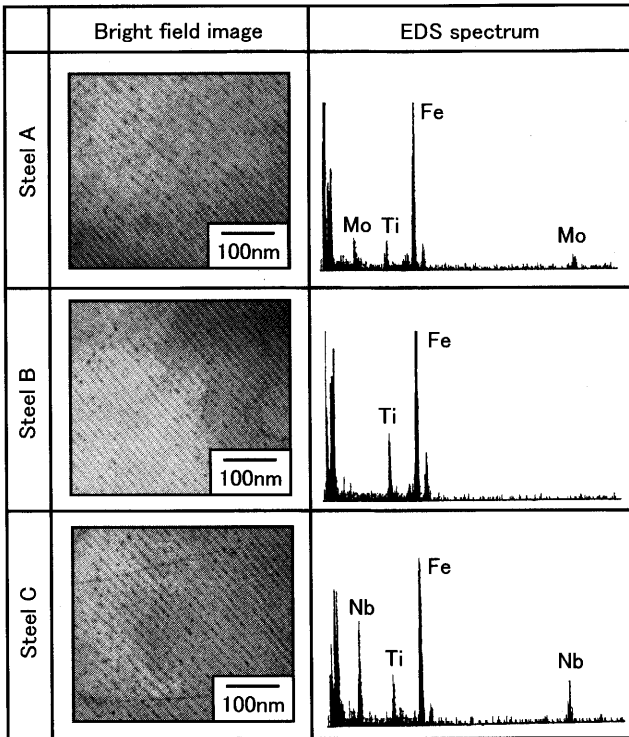 Bright field image
EDS spectrum
Steel A
100nm
Mo
Ti
Fe
Mo
Steel B
100nm
Ti
Fe
Steel C
100nm
Nb
Ti
Fe
Nb